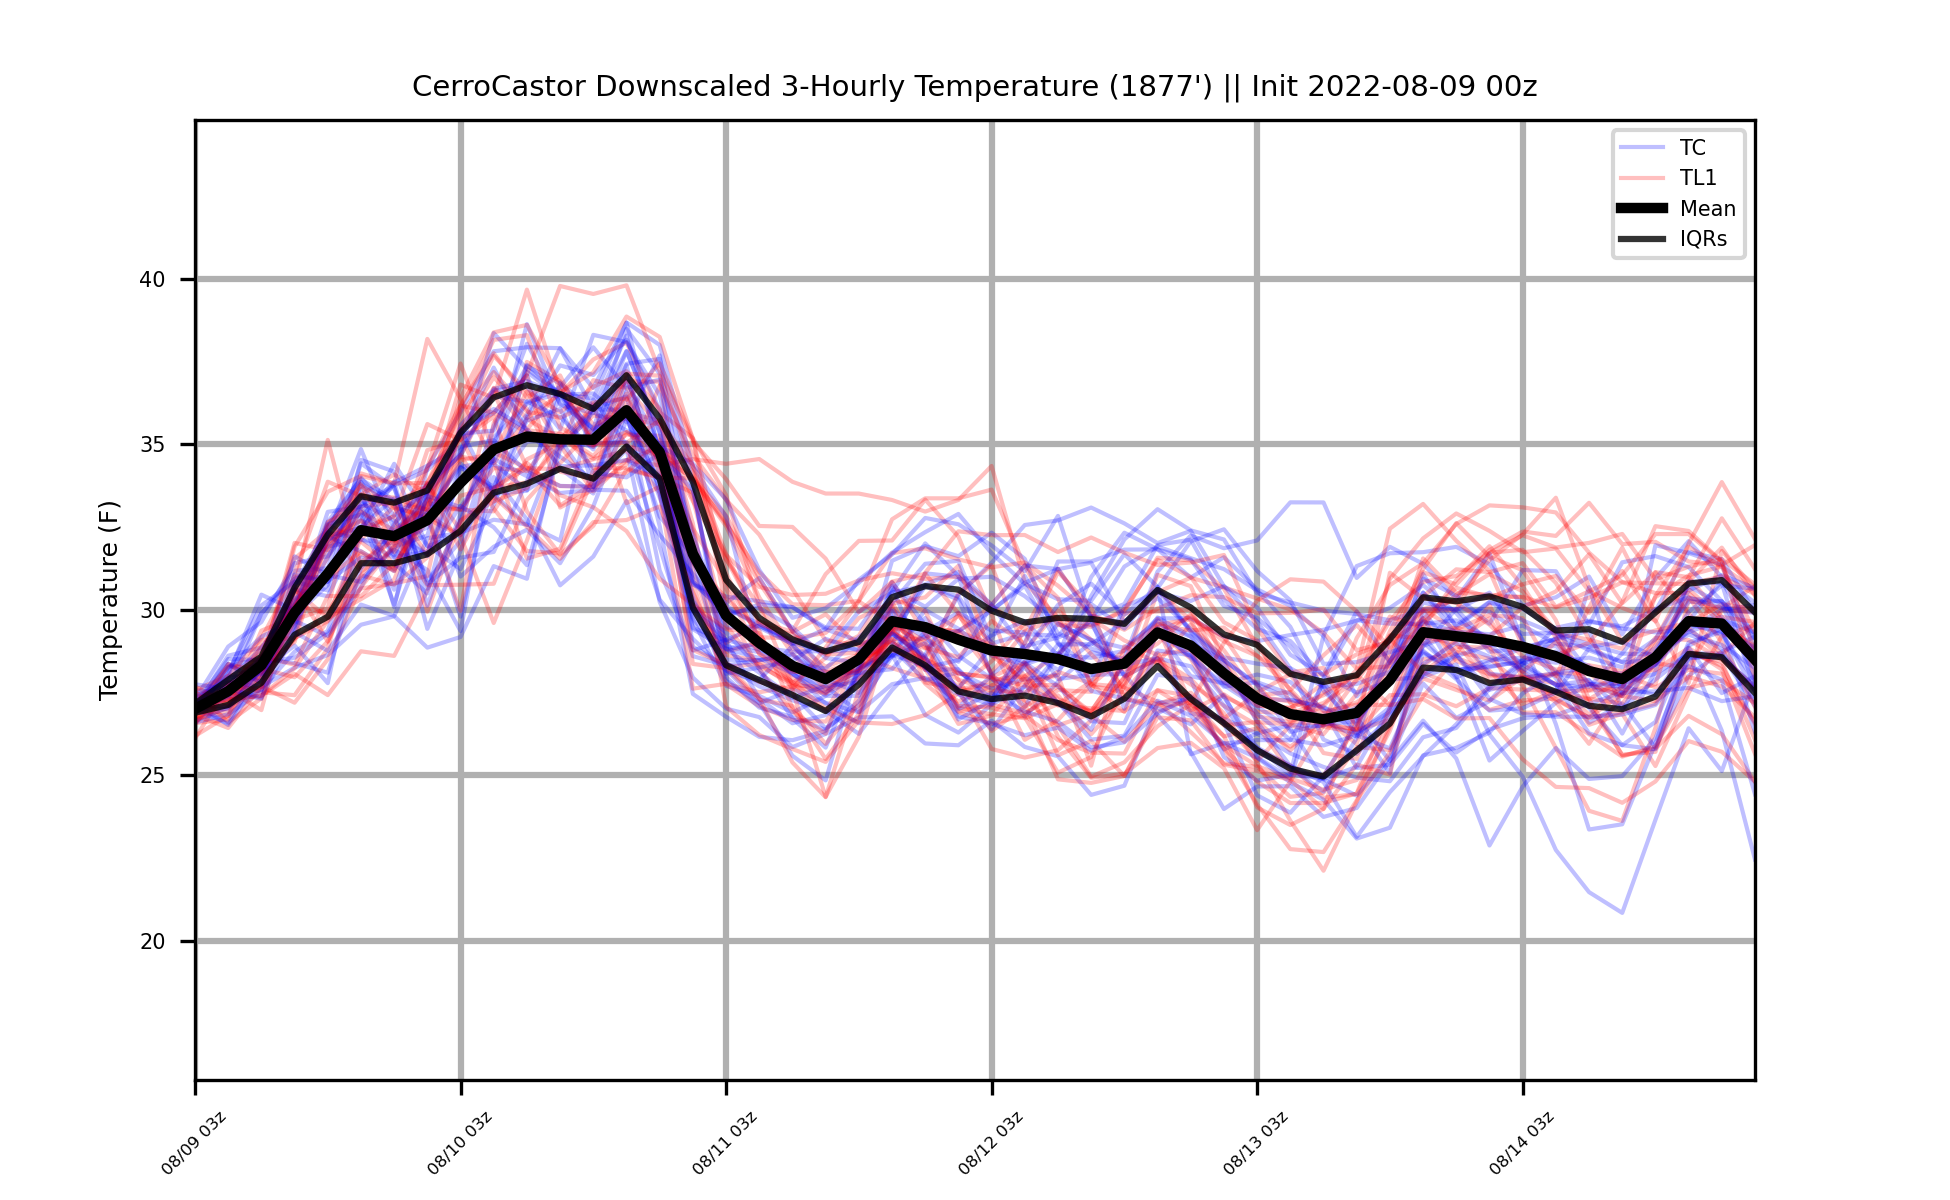 CerroCastor Downscaled 3-Hourly Temperature (1877') || Init 2022-08-09 00z
TC
TL1
Mean
IQRs
Temperature (F)
40
35
30
25
20
08/09 03z
08/10 03z
08/11 03z
08/12 03z
08/13 03z
08/14 03z